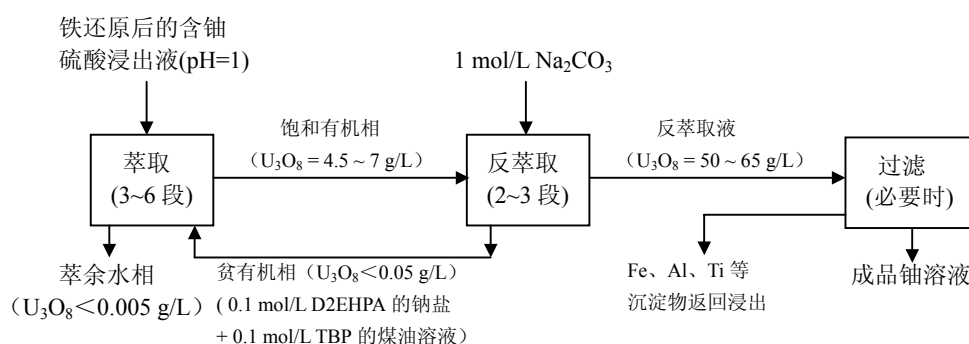 铁还原后的含铀
硫酸浸出液(pH=1)
1 mol/L Na₂CO₃
萃取
(3~6 段)
饱和有机相
（U₃O₈ = 4.5 ~ 7 g/L）
反萃取
(2~3 段)
反萃取液
（U₃O₈ = 50 ~ 65 g/L）
过滤
(必要时)
萃余水相
（U₃O₈＜0.005 g/L）
贫有机相（U₃O₈＜0.05 g/L）
( 0.1 mol/L D2EHPA 的钠盐
+ 0.1 mol/L TBP 的煤油溶液）
Fe、Al、Ti 等
沉淀物返回浸出
成品铀溶液